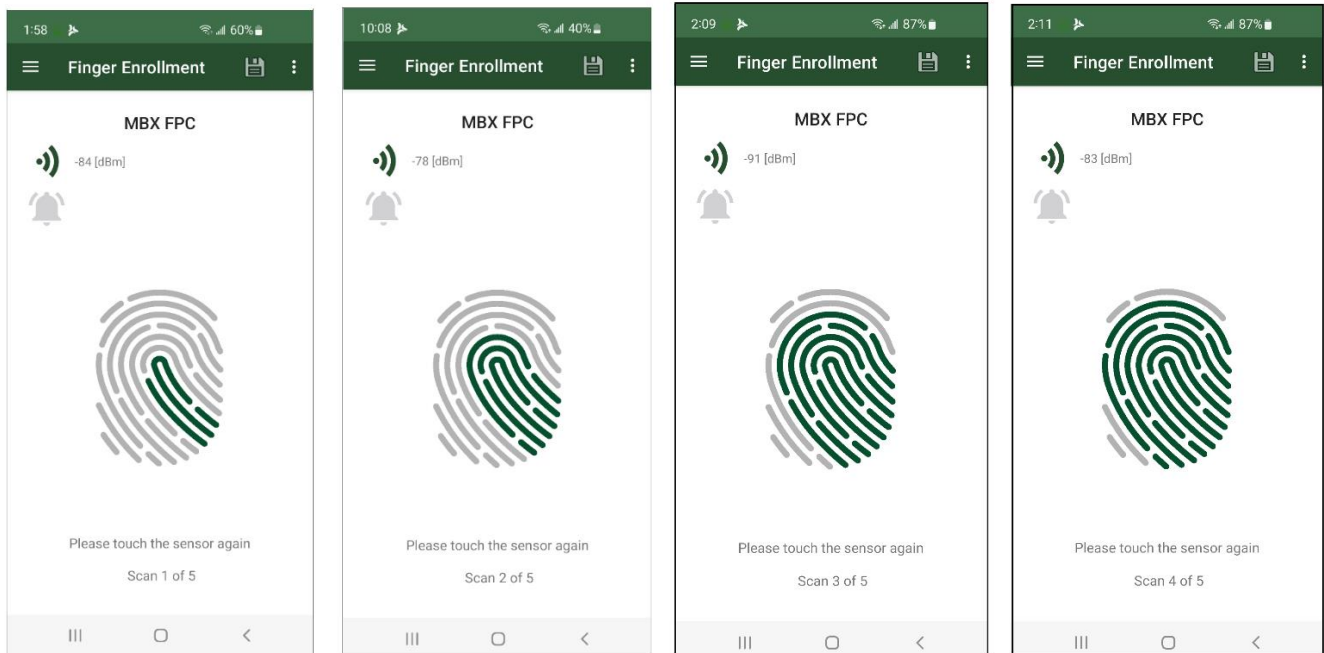 1:58 60%
Finger Enrollment
MBX FPC
-84 [dBm]
Please touch the sensor again
Scan 1 of 5
10:08 40%
Finger Enrollment
MBX FPC
-78 [dBm]
Please touch the sensor again
Scan 2 of 5
2:09 87%
Finger Enrollment
MBX FPC
-91 [dBm]
Please touch the sensor again
Scan 3 of 5
2:11 87%
Finger Enrollment
MBX FPC
-83 [dBm]
Please touch the sensor again
Scan 4 of 5